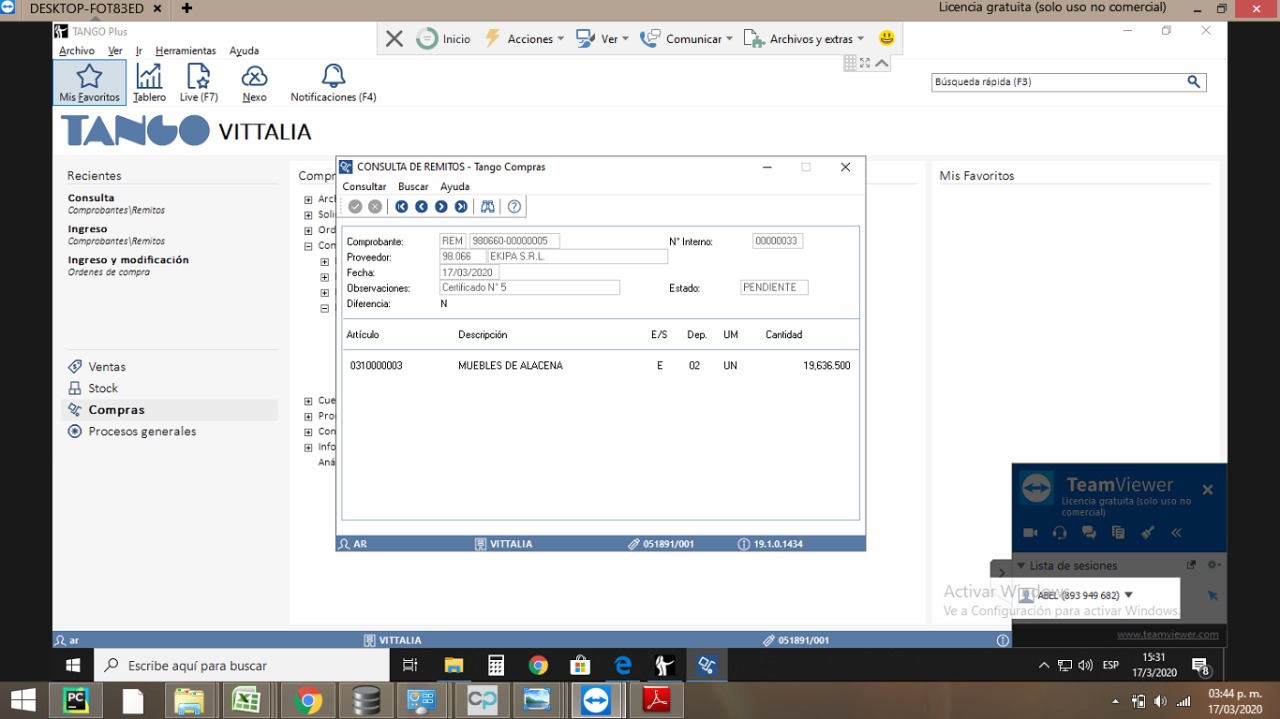 DESKTOP-FOT83ED
Licencia gratuita (solo uso no comercial)
TANGO Plus
Inicio Acciones Ver Comunicar Archivos y extras
Archivo Ver Ir Herramientas Ayuda
Mis Favoritos Tablero Live (F7) Nexo Notificaciones (F4)
Búsqueda rápida (F3)
TANGO VITTALIA
Recientes
Consulta
Comprobantes\Remitos
Ingreso
Comprobantes\Remitos
Ingreso y modificación
Ordenes de compra
Ventas
Stock
Compras
Procesos generales
Compr
Arc
Soli
Ord
Con
Cue
Pro
Con
Info
Aná
CONSULTA DE REMITOS - Tango Compras
Consultar Buscar Ayuda
Comprobante: REM 980660-00000005 N° Interno: 00000033
Proveedor: 98.066 EKIPA S.R.L.
Fecha: 17/03/2020
Observaciones: Certificado N° 5 Estado: PENDIENTE
Diferencia: N
Artículo Descripción E/S Dep. UM Cantidad
0310000003 MUEBLES DE ALACENA E 02 UN 19,636.500
AR VITTALIA 051891/001 19.1.0.1434
Mis Favoritos
TeamViewer
Licencia gratuita (solo uso no
comercial)
Lista de sesiones
ABEL (893 949 682)
Activar Windows
Ve a Configuración para activar Windows.
www.teamviewer.com
ar VITTALIA 051891/001
Escribe aquí para buscar
ESP
15:31
17/3/2020
8
03:44 p. m.
17/03/2020